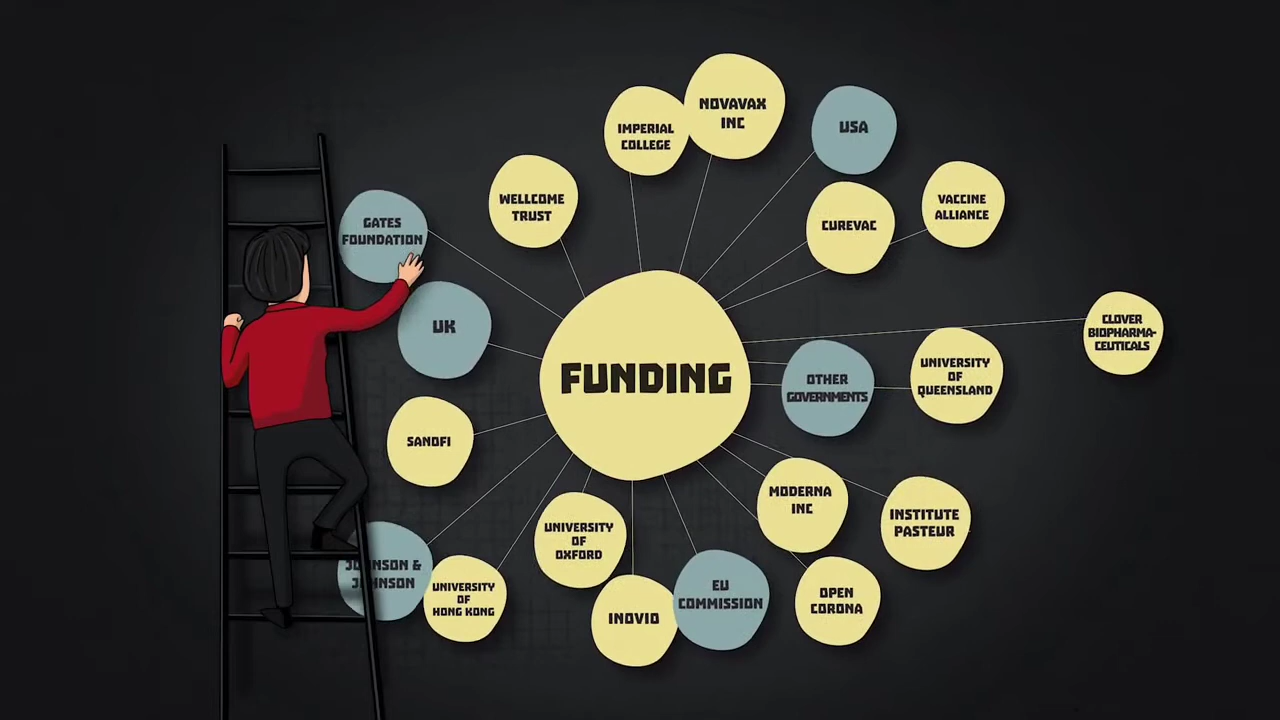 NOVAVAX
INC
IMPERIAL
COLLEGE
USA
WELLCOME
TRUST
VACCINE
ALLIANCE
GATES
FOUNDATION
CUREVAC
UK
CLOVER
BIOPHARMA-
CEUTICALS
FUNDING
OTHER
GOVERNMENTS
UNIVERSITY
OF
QUEENSLAND
SANOFI
MODERNA
INC
INSTITUTE
PASTEUR
UNIVERSITY
OF
OXFORD
JOHNSON &
JOHNSON
UNIVERSITY
OF
HONG KONG
INOVIO
EU
COMMISSION
OPEN
CORONA